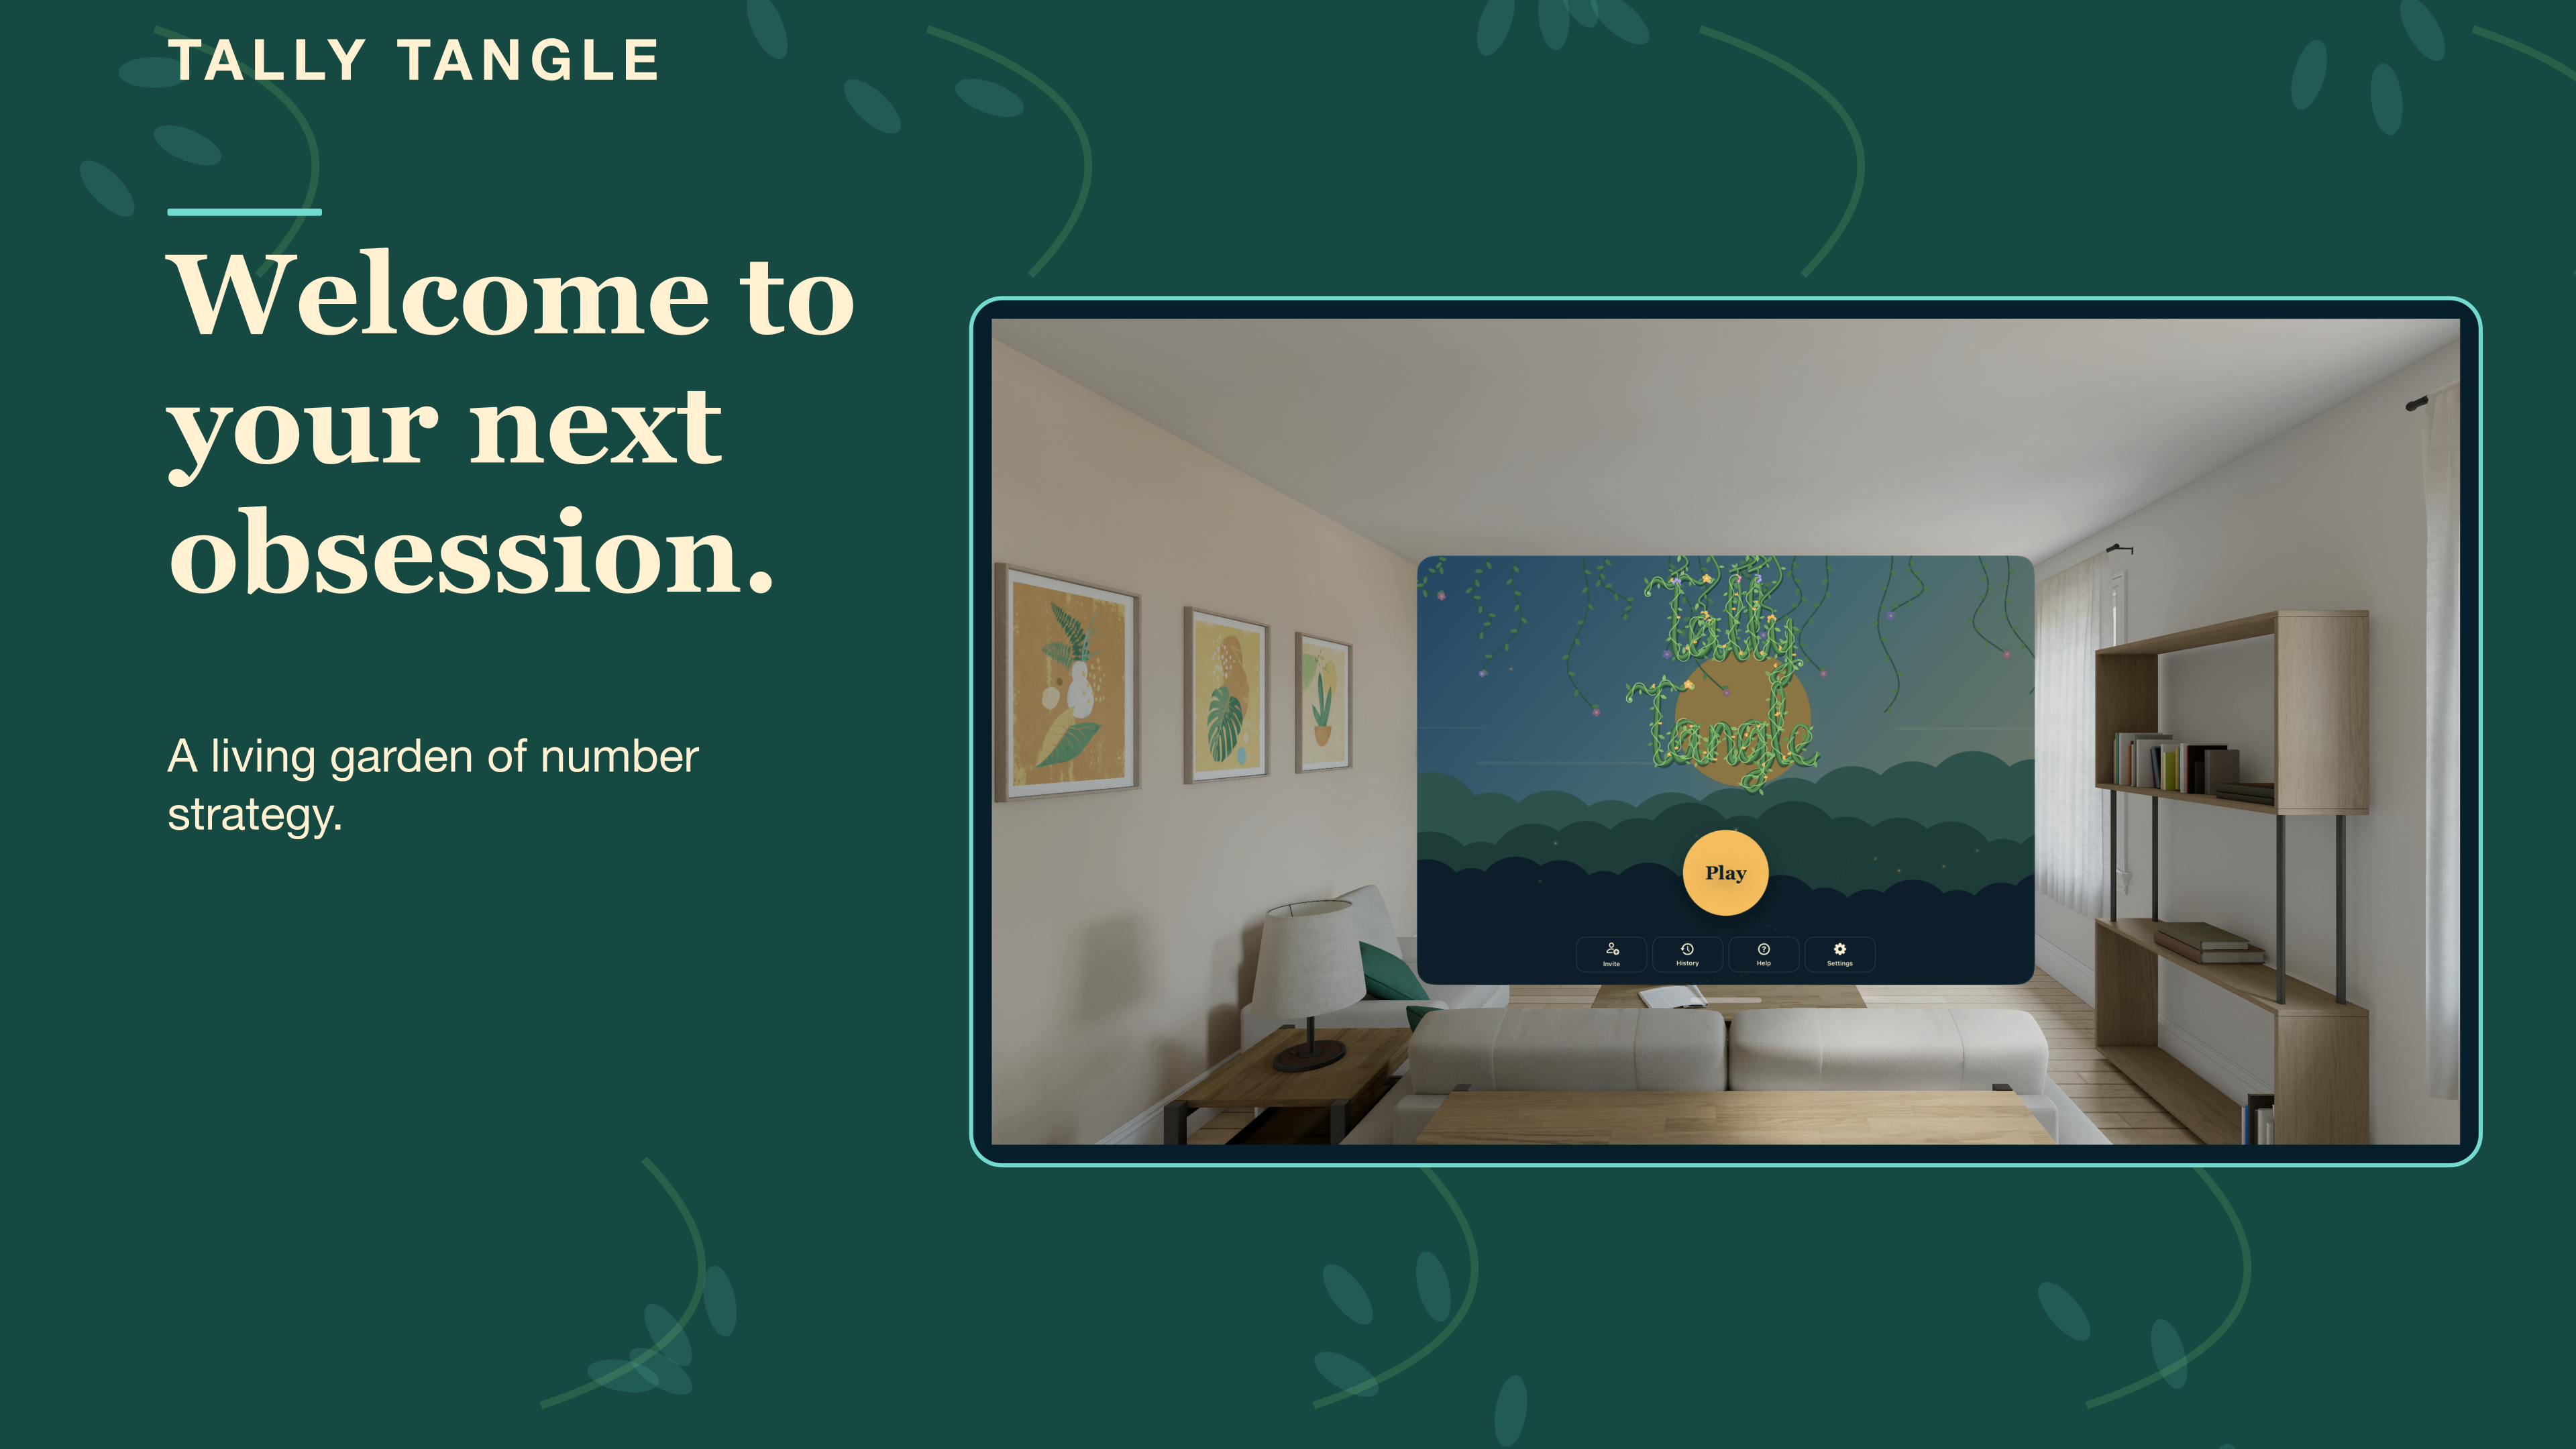 TALLY TANGLE
Welcome to
your next
obsession.
A living garden of number
strategy.
Tally
Tangle
Play
Invite
History
Help
Settings